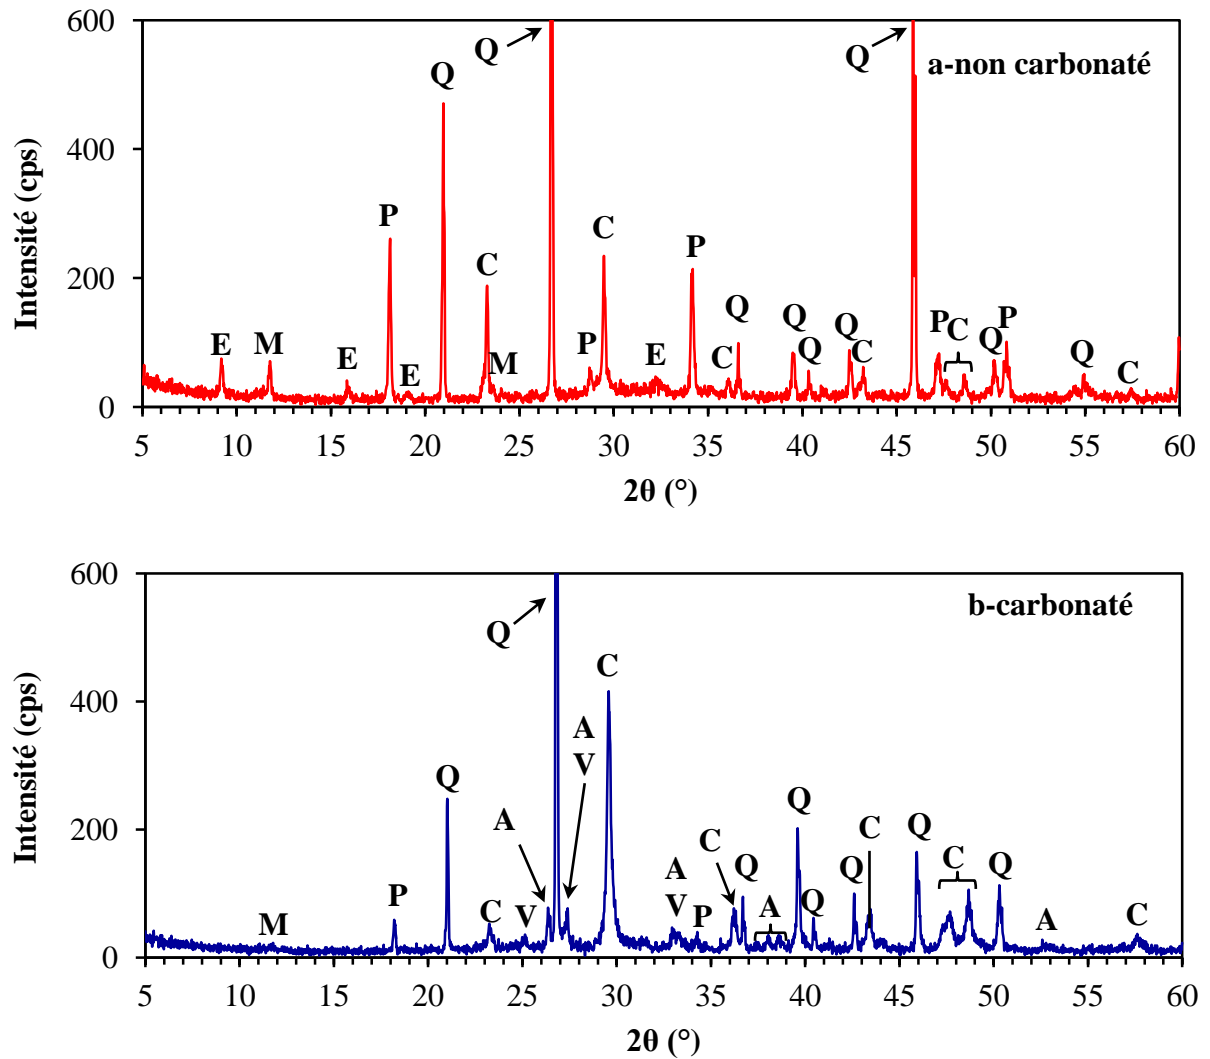 600
Q
Q
a-non carbonaté
Q
400
Intensité (cps)
P
C
P
200
C
Q
Q
Q
P
C
Q
P
E
M
E
E
M
P
E
C
Q
C
Q
C
0
5 10 15 20 25 30 35 40 45 50 55 60
2θ (°)
600
b-carbonaté
Q
C
400
Intensité (cps)
A
V
Q
Q
A
C
C
Q
C
Q
200
A
V
Q
Q
Q
P
C
V
P
A
Q
A
C
M
0
5 10 15 20 25 30 35 40 45 50 55 60
2θ (°)